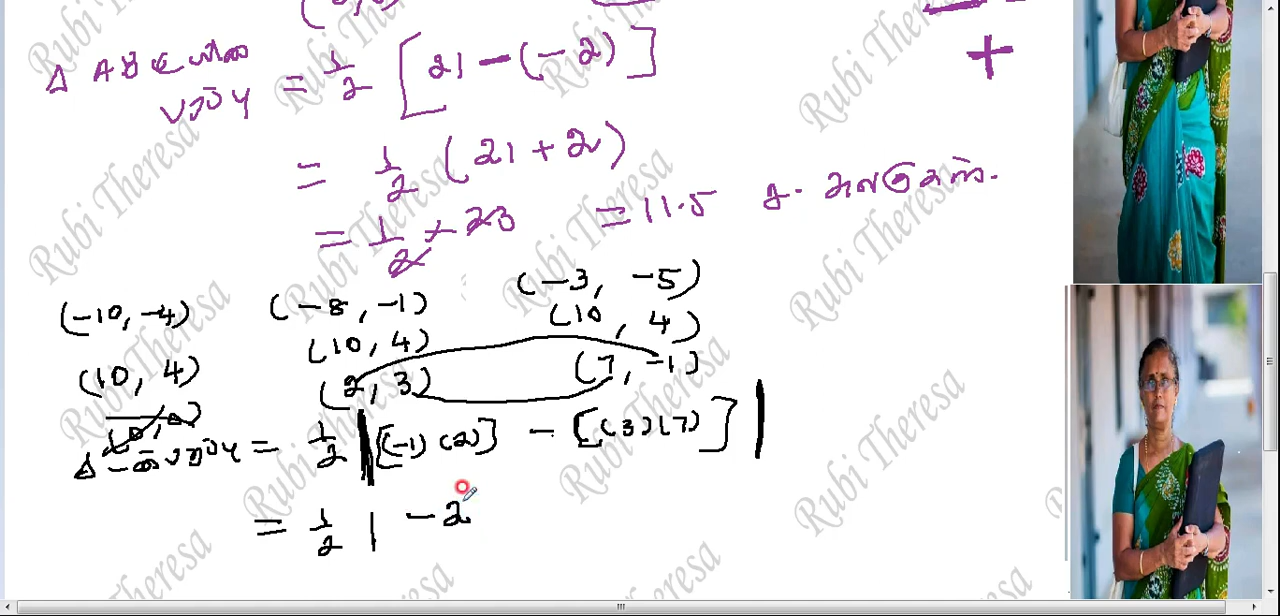 Δ ABC யின்
பரப்பு = 1/2 [21 - (-2)]
+
= 1/2 (21 + 2)
= 1/2 × 23 = 11.5 ச. அலகுகள்.
(-10, -4) (-8, -1) (-3, -5)
(10, 4) (10, 4) (10, 4)
(2, 3) (7, -1)
Δ-ன் பரப்பு = 1/2 |[(-1)(2)] - [(3)(7)]|
= 1/2 | -2
Rubi Theresa